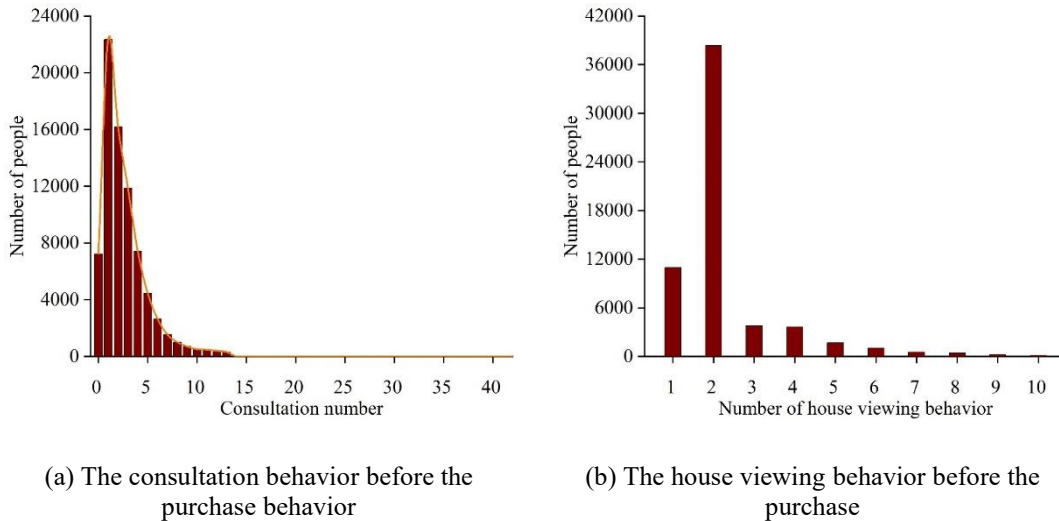 24000
20000
16000
12000
8000
4000
0
Number of people
0 5 10 15 20 25 30 35 40
Consultation number
(a) The consultation behavior before the
purchase behavior
42000
36000
30000
24000
18000
12000
6000
0
Number of people
1 2 3 4 5 6 7 8 9 10
Number of house viewing behavior
(b) The house viewing behavior before the
purchase